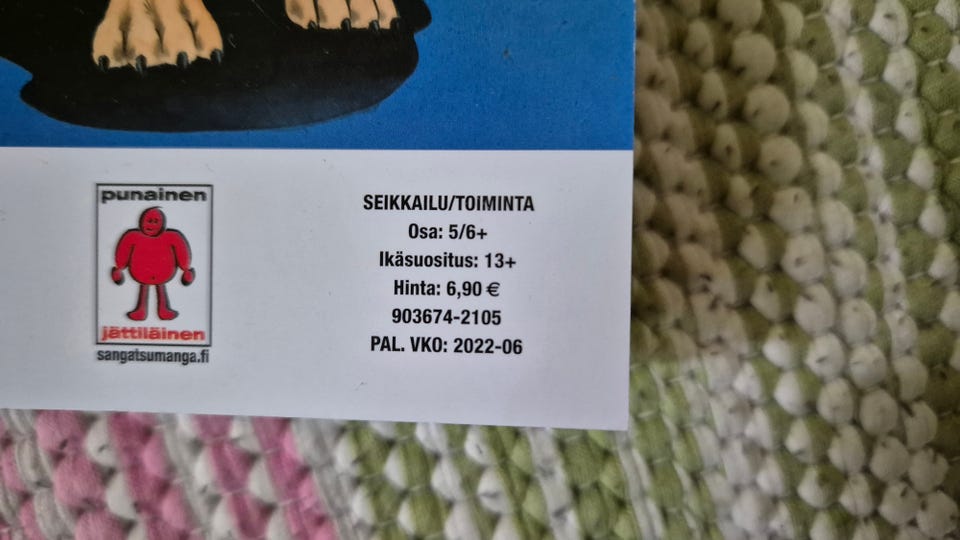 punainen
jättiläinen
sangatsumanga.fi
SEIKKAILU/TOIMINTA
Osa: 5/6+
Ikäsuositus: 13+
Hinta: 6,90 €
903674-2105
PAL. VKO: 2022-06